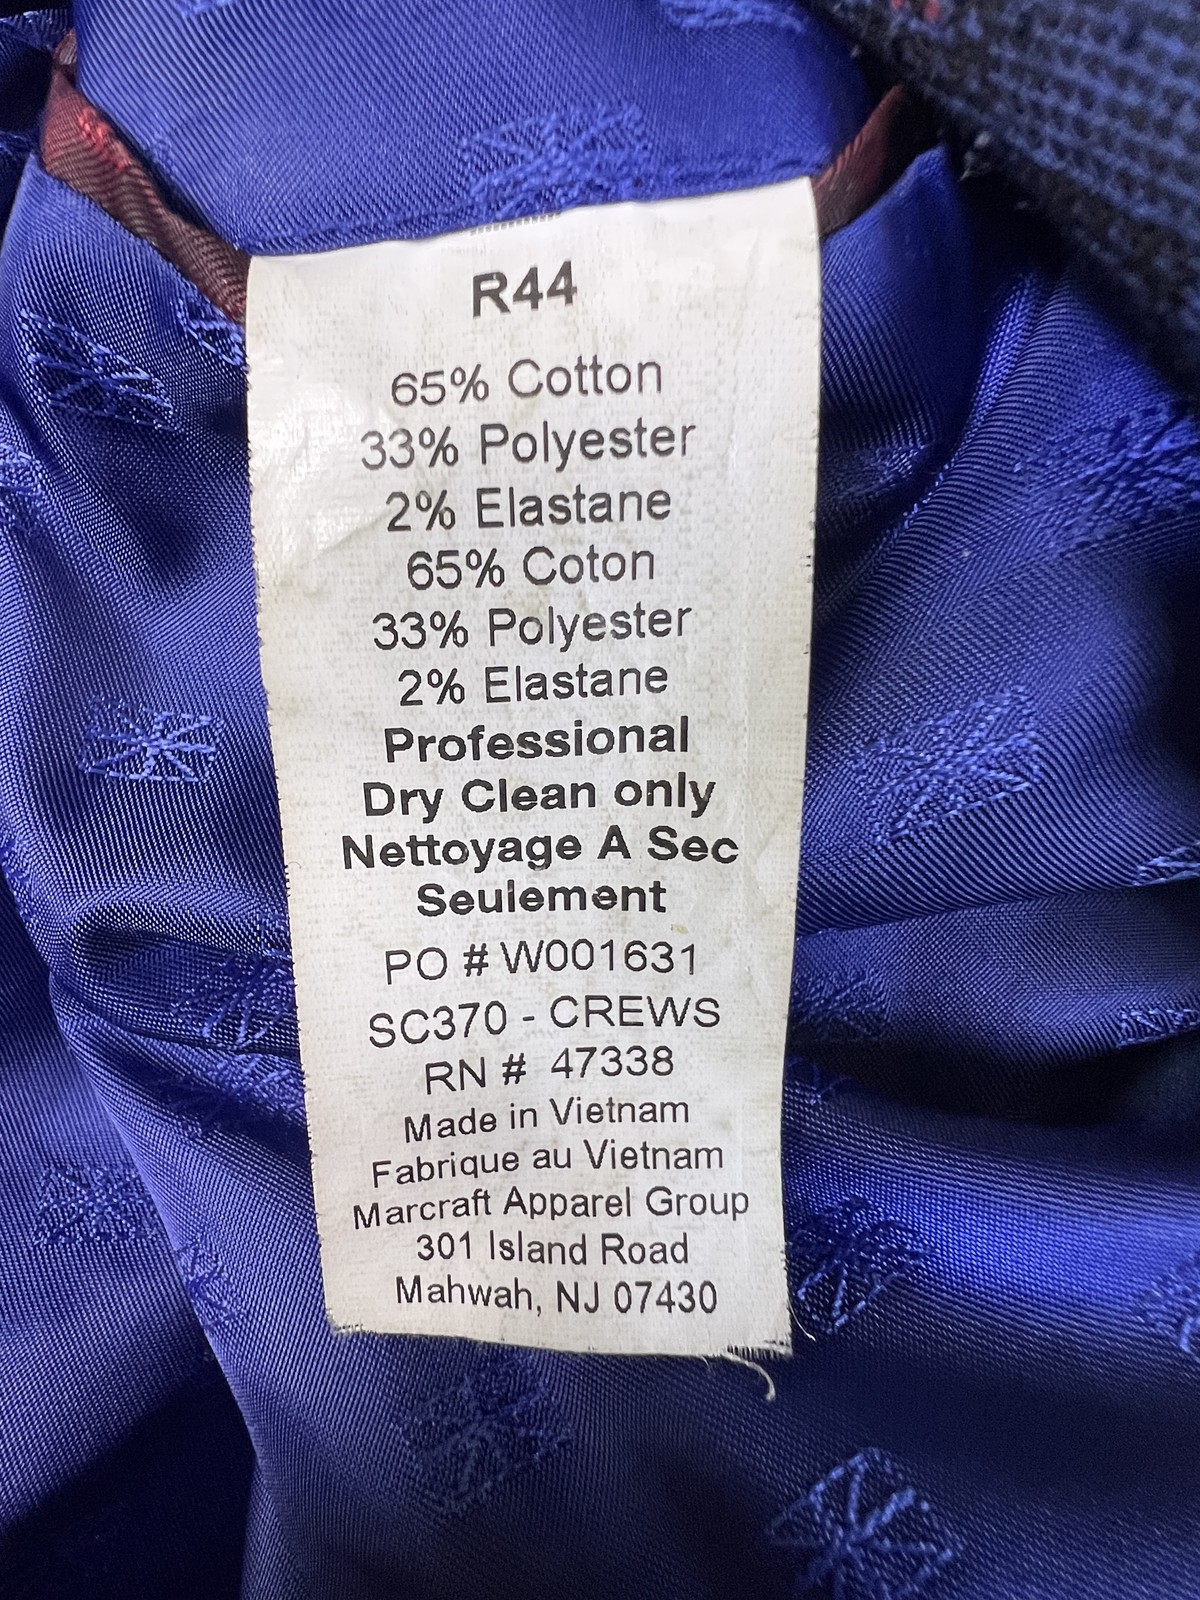 R44
65% Cotton
33% Polyester
2% Elastane
65% Coton
33% Polyester
2% Elastane
Professional
Dry Clean only
Nettoyage A Sec
Seulement
PO # W001631
SC370 - CREWS
RN # 47338
Made in Vietnam
Fabrique au Vietnam
Marcraft Apparel Group
301 Island Road
Mahwah, NJ 07430